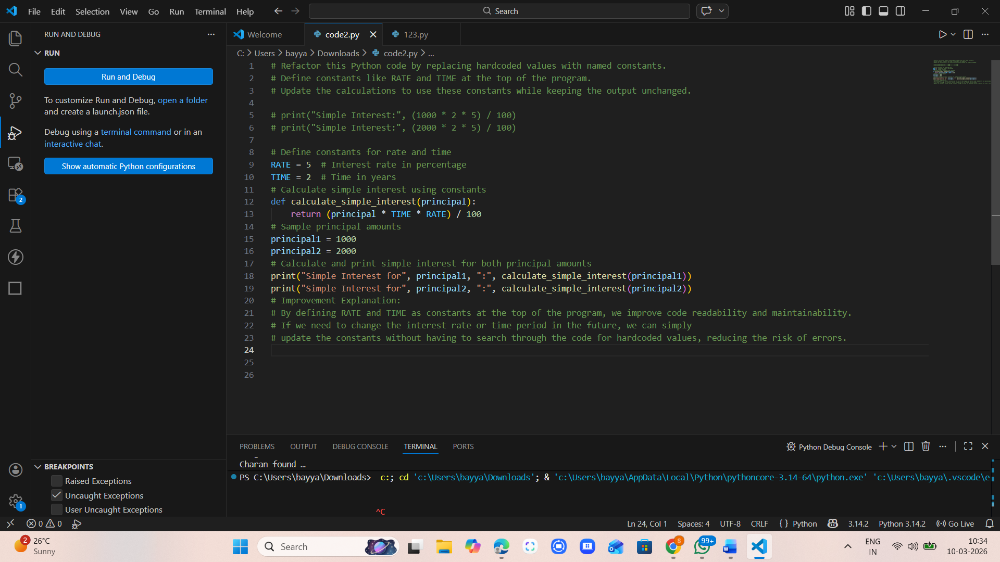 File Edit Selection View Go Run Terminal Help
Search
RUN AND DEBUG
RUN
Run and Debug
To customize Run and Debug, open a folder
and create a launch.json file.
Debug using a terminal command or in an
interactive chat.
Show automatic Python configurations
2
1
BREAKPOINTS
Raised Exceptions
Uncaught Exceptions
User Uncaught Exceptions
Welcome code2.py 123.py
C: > Users > bayya > Downloads > code2.py > ...
1 # Refactor this Python code by replacing hardcoded values with named constants.
2 # Define constants like RATE and TIME at the top of the program.
3 # Update the calculations to use these constants while keeping the output unchanged.
4
5 # print("Simple Interest:", (1000 * 2 * 5) / 100)
6 # print("Simple Interest:", (2000 * 2 * 5) / 100)
7
8 # Define constants for rate and time
9 RATE = 5  # Interest rate in percentage
10 TIME = 2  # Time in years
11 # Calculate simple interest using constants
12 def calculate_simple_interest(principal):
13     return (principal * TIME * RATE) / 100
14 # Sample principal amounts
15 principal1 = 1000
16 principal2 = 2000
17 # Calculate and print simple interest for both principal amounts
18 print("Simple Interest for", principal1, ":", calculate_simple_interest(principal1))
19 print("Simple Interest for", principal2, ":", calculate_simple_interest(principal2))
20 # Improvement Explanation:
21 # By defining RATE and TIME as constants at the top of the program, we improve code readability and maintainability.
22 # If we need to change the interest rate or time period in the future, we can simply
23 # update the constants without having to search through the code for hardcoded values, reducing the risk of errors.
24
25
26
PROBLEMS OUTPUT DEBUG CONSOLE TERMINAL PORTS
Python Debug Console
Charan found …
PS C:\Users\bayya\Downloads>  c:; cd 'c:\Users\bayya\Downloads'; & 'c:\Users\bayya\AppData\Local\Python\pythoncore-3.14-64\python.exe' 'c:\Users\bayya\.vscode\e
^C
0 0
Ln 24, Col 1 Spaces: 4 UTF-8 CRLF { } Python 3.14.2 Python 3.14.2 Go Live
2
26°C
Sunny
Search
S
99+
ENG
IN
10:34
10-03-2026